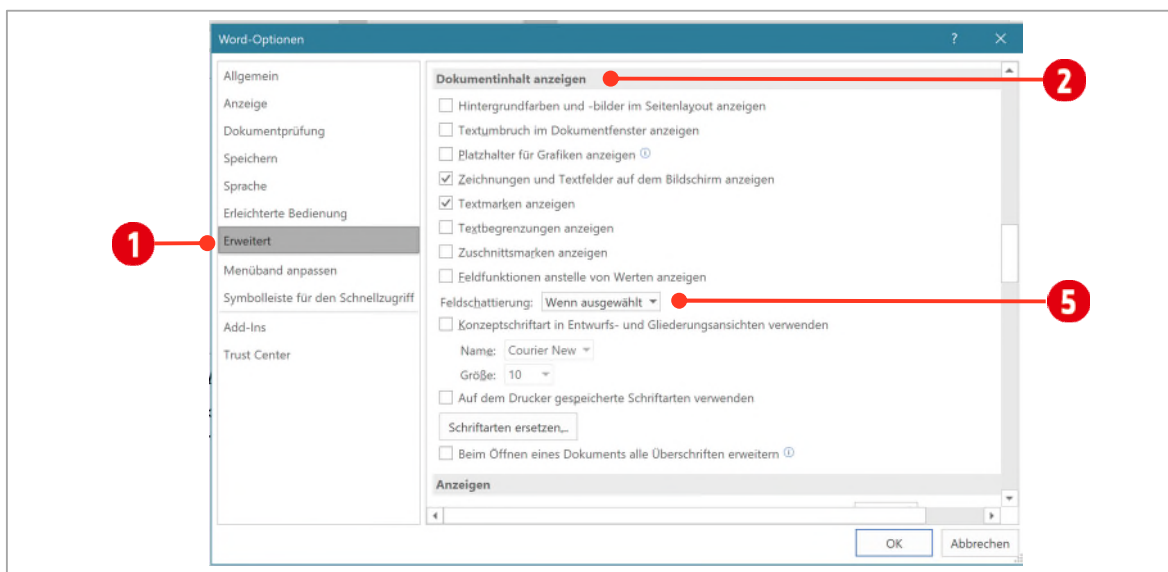 Word-Optionen ? ×
Allgemein
Anzeige
Dokumentprüfung
Speichern
Sprache
Erleichterte Bedienung
Erweitert
Menüband anpassen
Symbolleiste für den Schnellzugriff
Add-Ins
Trust Center
Dokumentinhalt anzeigen
Hintergrundfarben und -bilder im Seitenlayout anzeigen
Textumbruch im Dokumentfenster anzeigen
Platzhalter für Grafiken anzeigen
Zeichnungen und Textfelder auf dem Bildschirm anzeigen
Textmarken anzeigen
Textbegrenzungen anzeigen
Zuschnittsmarken anzeigen
Feldfunktionen anstelle von Werten anzeigen
Feldschattierung: Wenn ausgewählt
Konzeptschriftart in Entwurfs- und Gliederungsansichten verwenden
Name: Courier New
Größe: 10
Auf dem Drucker gespeicherte Schriftarten verwenden
Schriftarten ersetzen...
Beim Öffnen eines Dokuments alle Überschriften erweitern
Anzeigen
OK Abbrechen
1
2
5